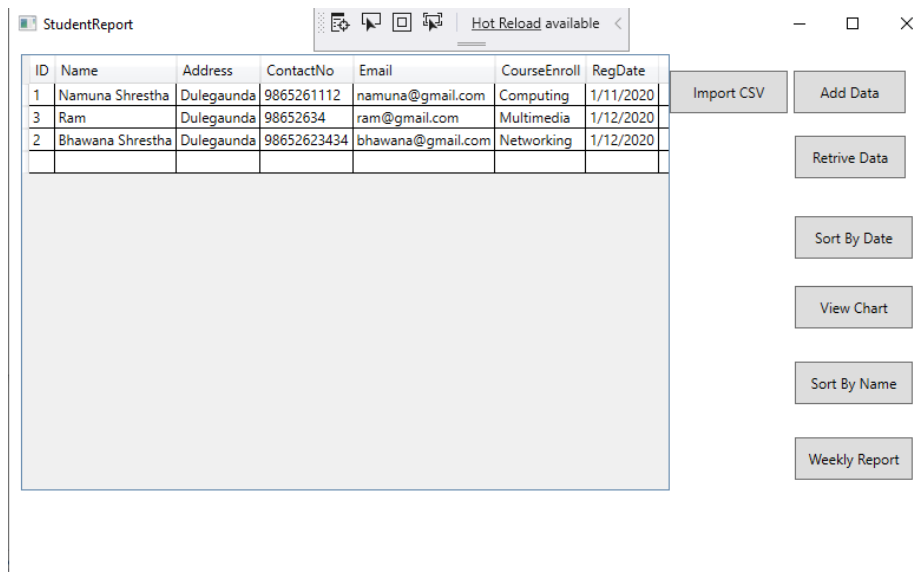 StudentReport
Hot Reload available
ID Name Address ContactNo Email CourseEnroll RegDate
1 Namuna Shrestha Dulegaunda 9865261112 namuna@gmail.com Computing 1/11/2020
3 Ram Dulegaunda 98652634 ram@gmail.com Multimedia 1/12/2020
2 Bhawana Shrestha Dulegaunda 98652623434 bhawana@gmail.com Networking 1/12/2020
Import CSV
Add Data
Retrive Data
Sort By Date
View Chart
Sort By Name
Weekly Report